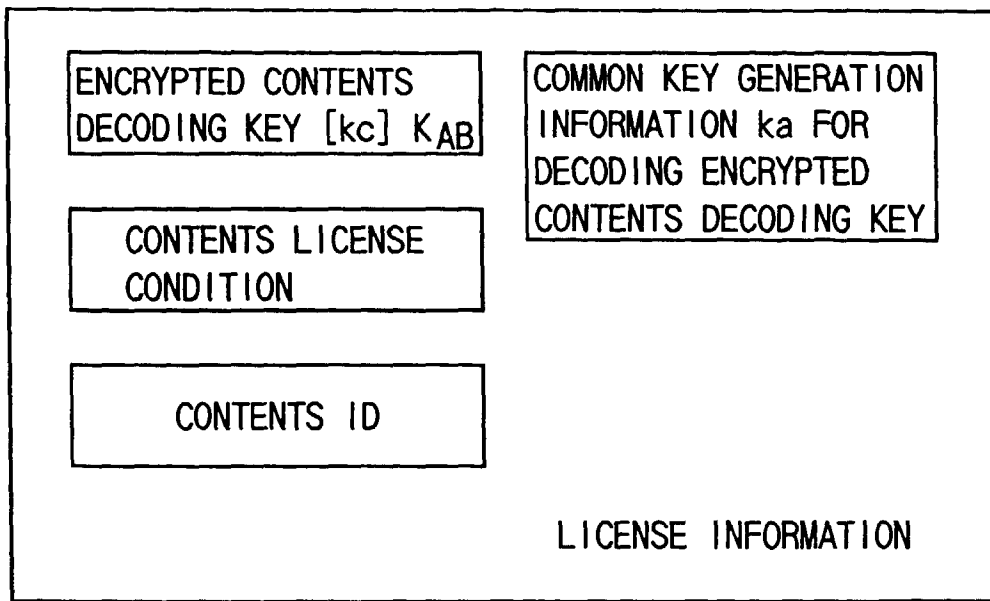 ENCRYPTED CONTENTS
DECODING KEY [kc] KAB
COMMON KEY GENERATION
INFORMATION ka FOR
DECODING ENCRYPTED
CONTENTS DECODING KEY
CONTENTS LICENSE
CONDITION
CONTENTS ID
LICENSE INFORMATION